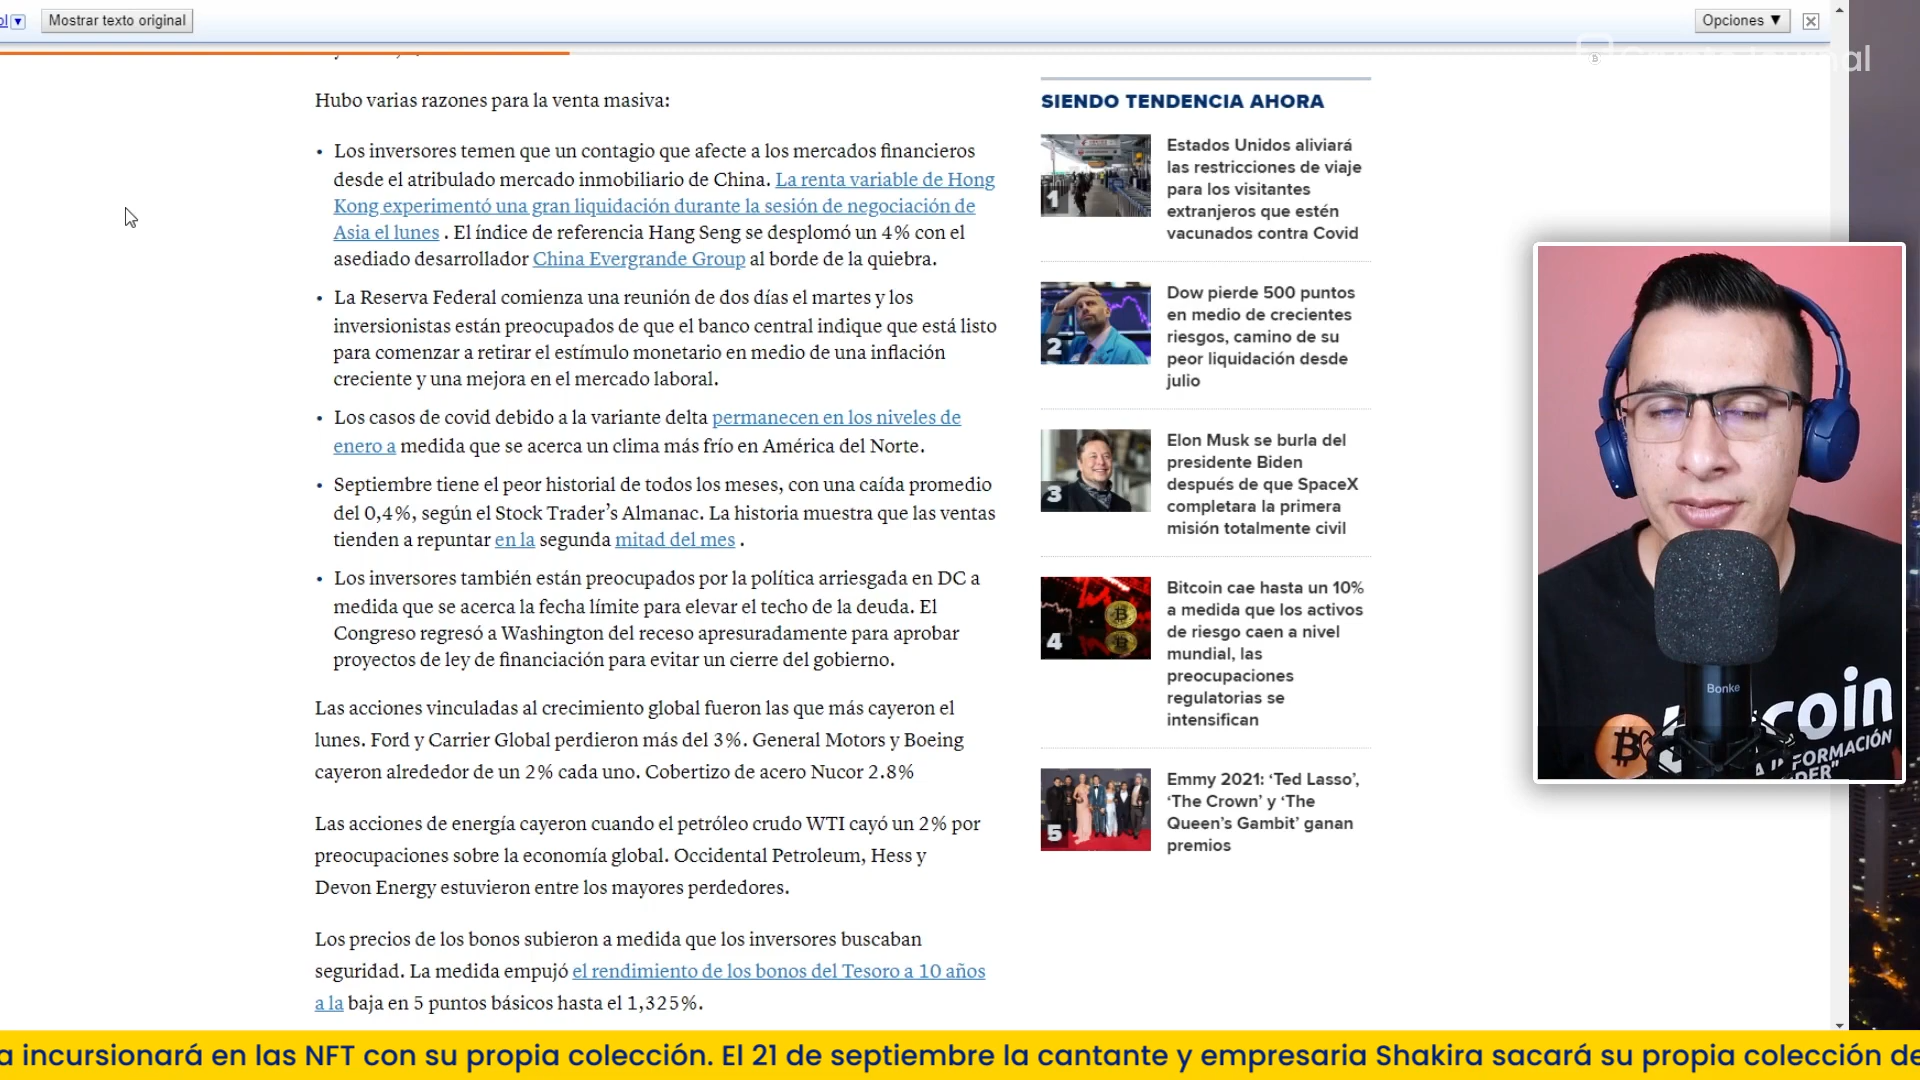 ol ▼ Mostrar texto original
Opciones ▼
Hubo varias razones para la venta masiva:
• Los inversores temen que un contagio que afecte a los mercados financieros
desde el atribulado mercado inmobiliario de China. La renta variable de Hong
Kong experimentó una gran liquidación durante la sesión de negociación de
Asia el lunes . El índice de referencia Hang Seng se desplomó un 4% con el
asediado desarrollador China Evergrande Group al borde de la quiebra.
• La Reserva Federal comienza una reunión de dos días el martes y los
inversionistas están preocupados de que el banco central indique que está listo
para comenzar a retirar el estímulo monetario en medio de una inflación
creciente y una mejora en el mercado laboral.
• Los casos de covid debido a la variante delta permanecen en los niveles de
enero a medida que se acerca un clima más frío en América del Norte.
• Septiembre tiene el peor historial de todos los meses, con una caída promedio
del 0,4%, según el Stock Trader’s Almanac. La historia muestra que las ventas
tienden a repuntar en la segunda mitad del mes .
• Los inversores también están preocupados por la política arriesgada en DC a
medida que se acerca la fecha límite para elevar el techo de la deuda. El
Congreso regresó a Washington del receso apresuradamente para aprobar
proyectos de ley de financiación para evitar un cierre del gobierno.
Las acciones vinculadas al crecimiento global fueron las que más cayeron el
lunes. Ford y Carrier Global perdieron más del 3%. General Motors y Boeing
cayeron alrededor de un 2% cada uno. Cobertizo de acero Nucor 2.8%
Las acciones de energía cayeron cuando el petróleo crudo WTI cayó un 2% por
preocupaciones sobre la economía global. Occidental Petroleum, Hess y
Devon Energy estuvieron entre los mayores perdedores.
Los precios de los bonos subieron a medida que los inversores buscaban
seguridad. La medida empujó el rendimiento de los bonos del Tesoro a 10 años
a la baja en 5 puntos básicos hasta el 1,325%.
SIENDO TENDENCIA AHORA
1
Estados Unidos aliviará
las restricciones de viaje
para los visitantes
extranjeros que estén
vacunados contra Covid
2
Dow pierde 500 puntos
en medio de crecientes
riesgos, camino de su
peor liquidación desde
julio
3
Elon Musk se burla del
presidente Biden
después de que SpaceX
completara la primera
misión totalmente civil
4
Bitcoin cae hasta un 10%
a medida que los activos
de riesgo caen a nivel
mundial, las
preocupaciones
regulatorias se
intensifican
5
Emmy 2021: ‘Ted Lasso’,
‘The Crown’ y ‘The
Queen’s Gambit’ ganan
premios
Bonke
coin
FORMACIÓN
DER"
a incursionará en las NFT con su propia colección. El 21 de septiembre la cantante y empresaria Shakira sacará su propia colección de